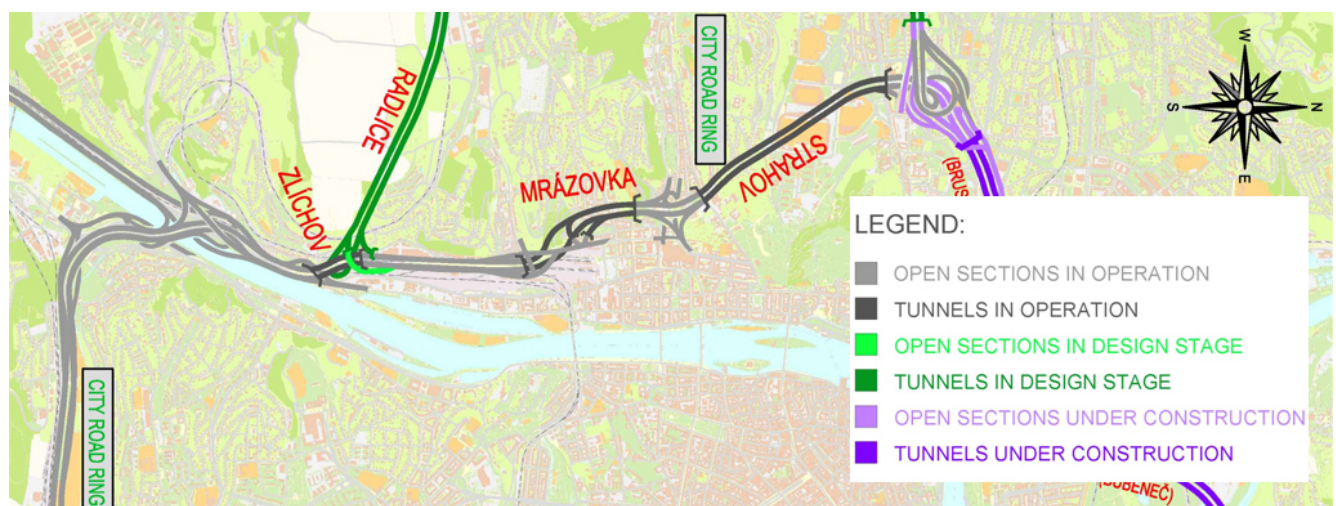 CITY ROAD RING
RADLICE
ZLÍCHOV
MRÁZOVKA
STRAHOV
(BRUS
W
N
S
E
LEGEND:
OPEN SECTIONS IN OPERATION
TUNNELS IN OPERATION
OPEN SECTIONS IN DESIGN STAGE
TUNNELS IN DESIGN STAGE
OPEN SECTIONS UNDER CONSTRUCTION
TUNNELS UNDER CONSTRUCTION
CITY ROAD RING